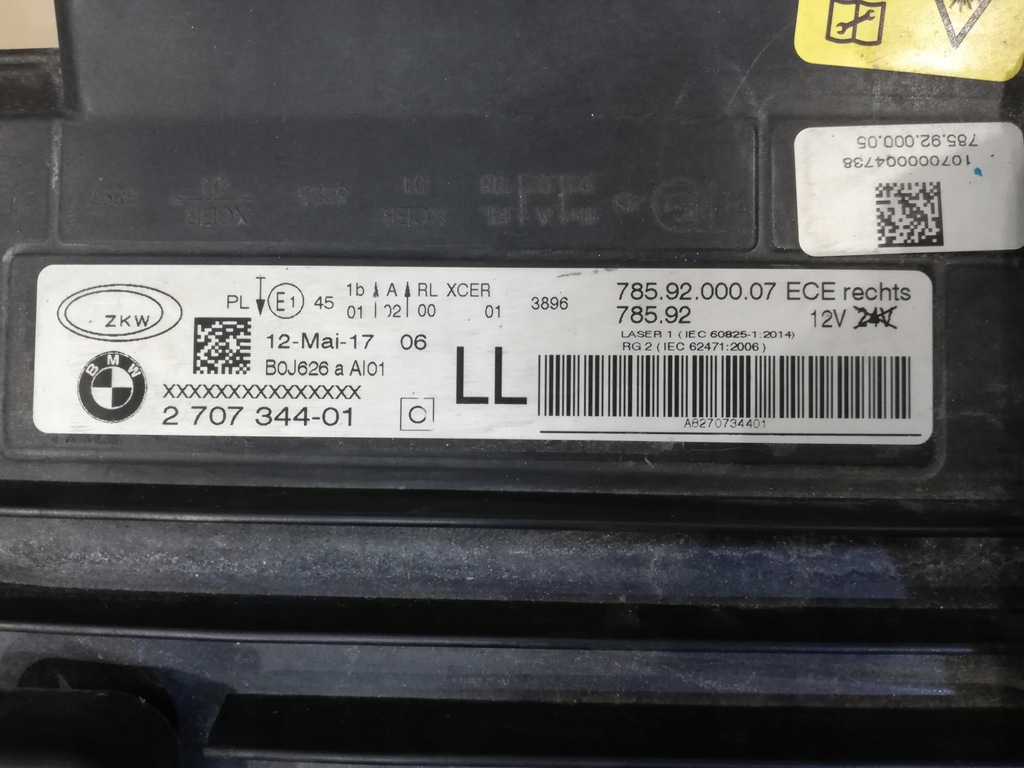 785.92.000.05
1070000004738
ZKW
PL E1 45 1b A RL XCER
01 02 00 01 3896
785.92.000.07 ECE rechts
785.92 12V 24V
LASER 1 (IEC 60825-1:2014)
RG 2 (IEC 62471:2006)
12-Mai-17 06
B0J626 a AI01
LL
BMW
XXXXXXXXXXXXXXXX
2 707 344-01 C
A8270734401